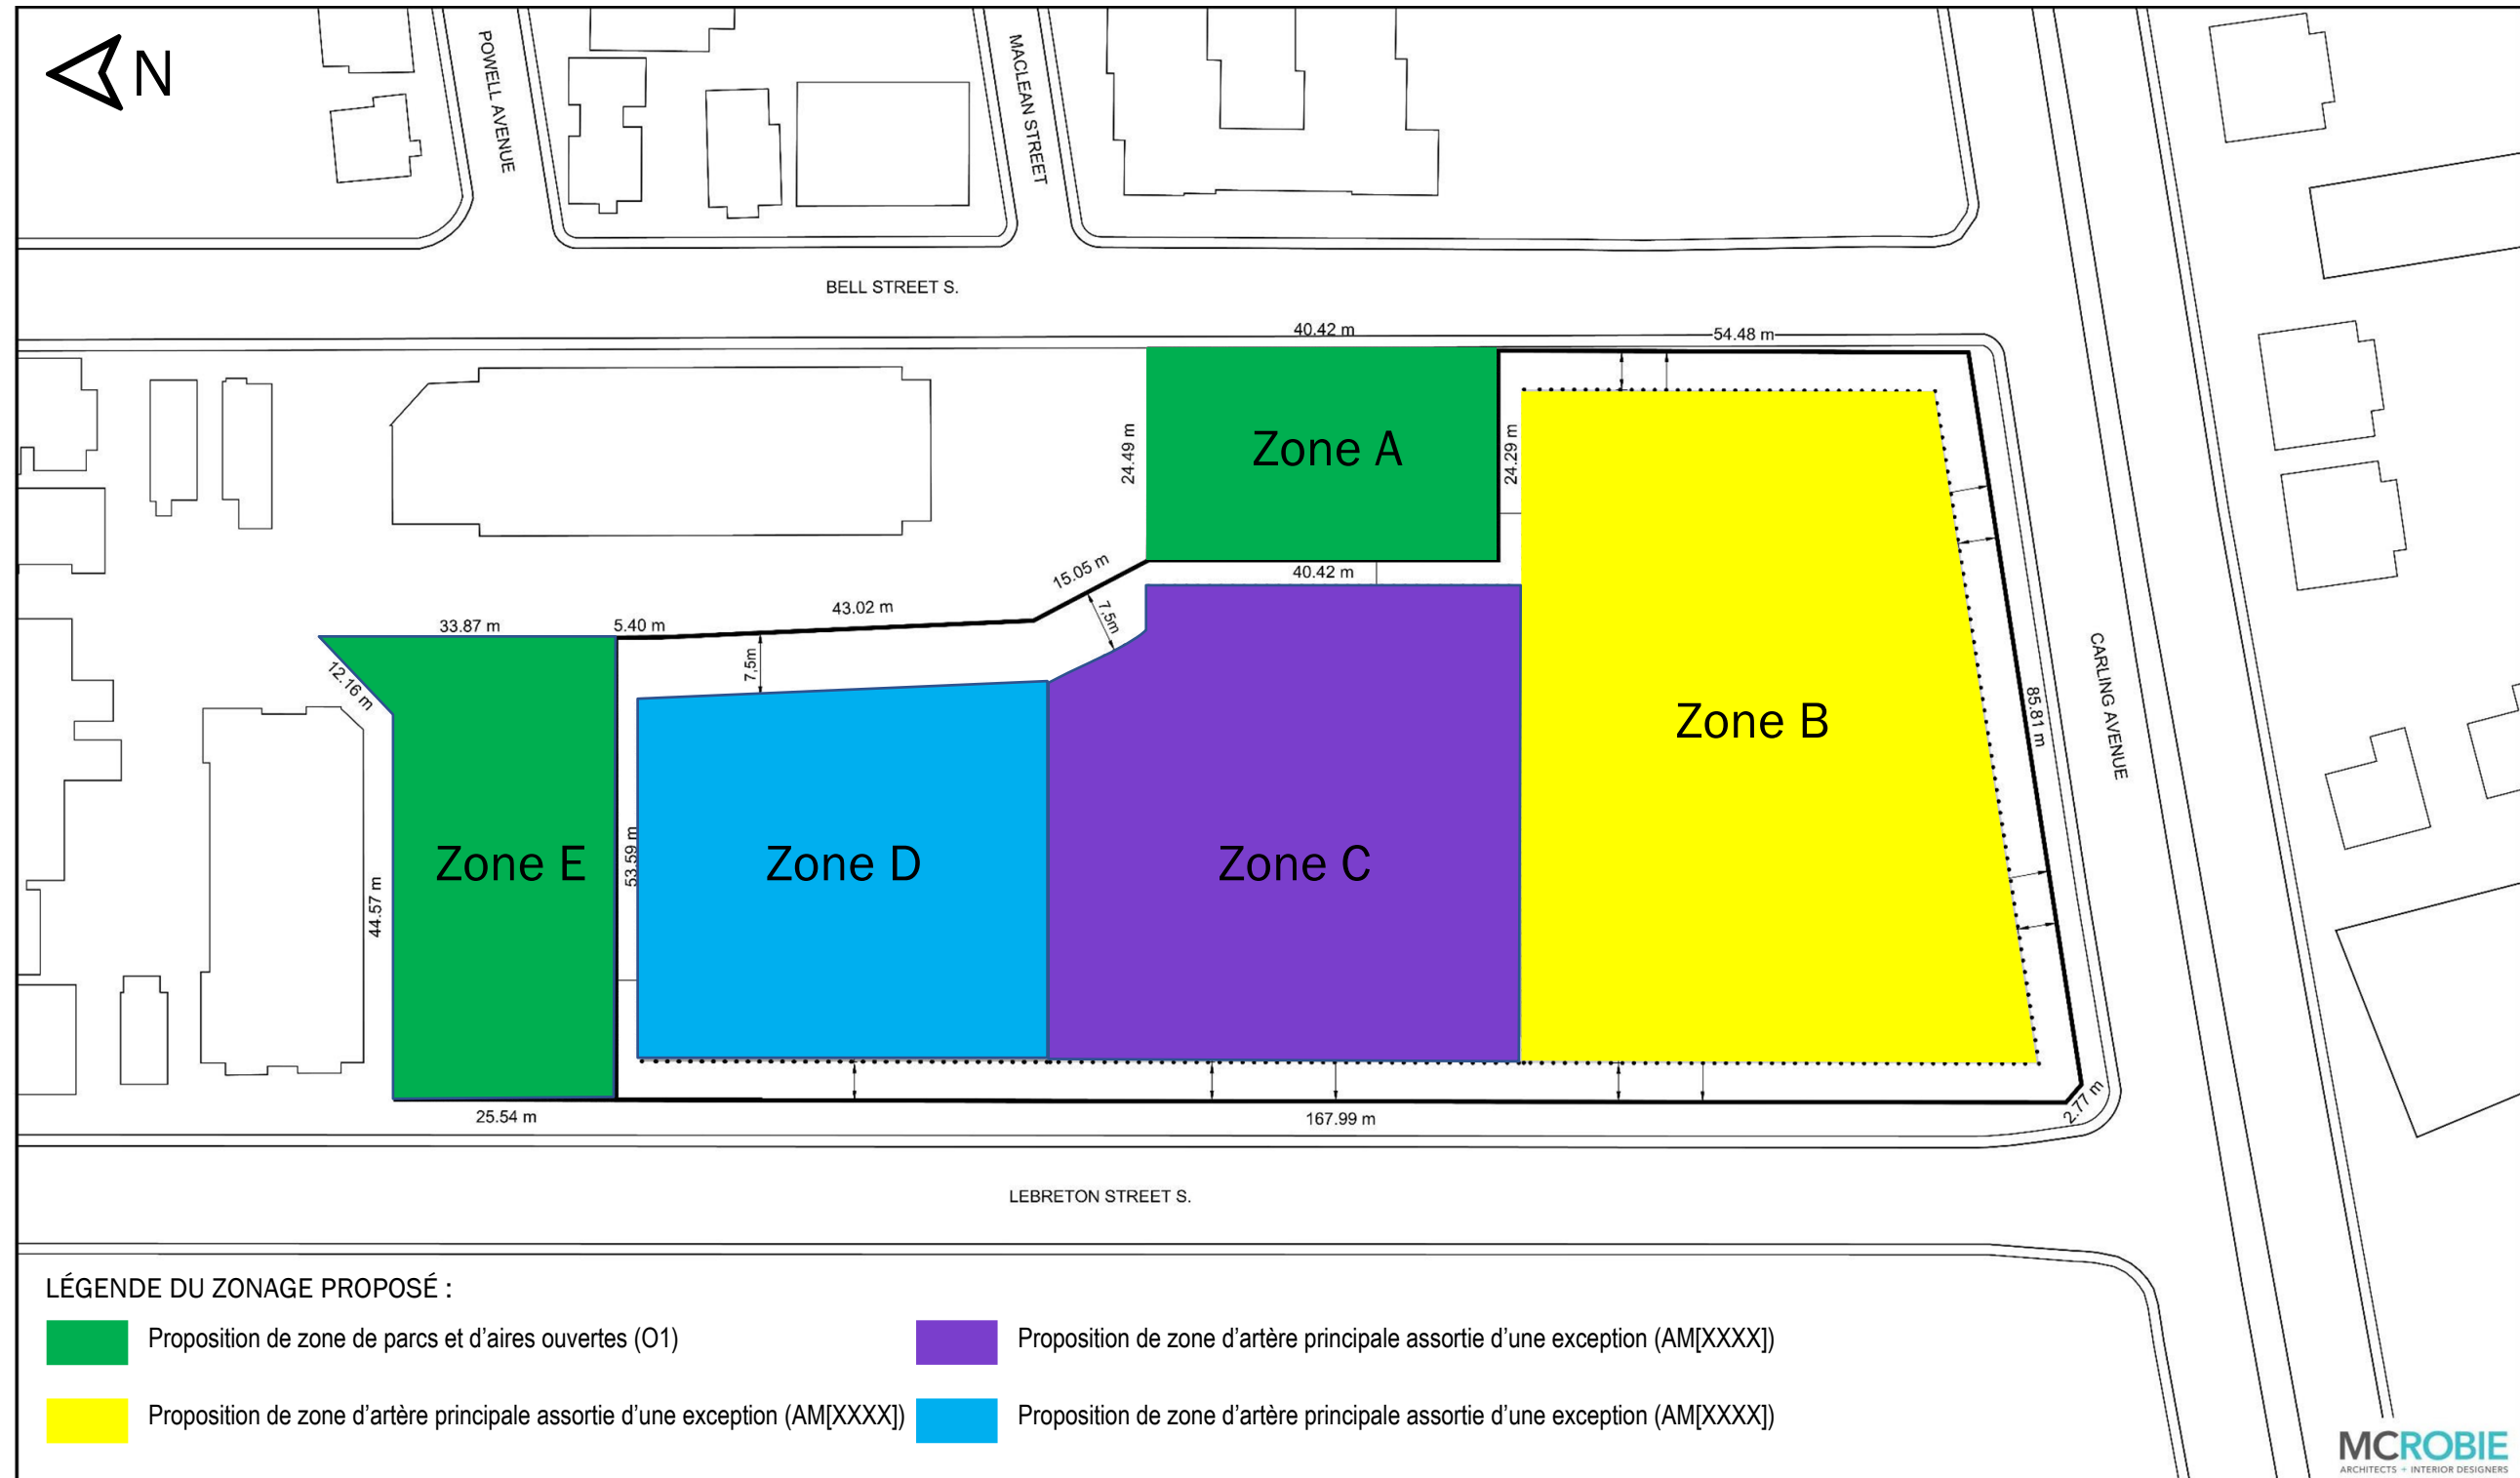 N
POWELL AVENUE
MACLEAN STREET
BELL STREET S.
40.42 m
54.48 m
24.49 m
Zone A
24.29 m
15.05 m
40.42 m
7,5m
43.02 m
33.87 m
5.40 m
12.16 m
7,5m
CARLING AVENUE
85.81 m
Zone B
Zone E
53.59 m
Zone D
Zone C
44.57 m
25.54 m
167.99 m
2.77 m
LEBRETON STREET S.
LÉGENDE DU ZONAGE PROPOSÉ :
Proposition de zone de parcs et d’aires ouvertes (O1)
Proposition de zone d’artère principale assortie d’une exception (AM[XXXX])
Proposition de zone d’artère principale assortie d’une exception (AM[XXXX])
Proposition de zone d’artère principale assortie d’une exception (AM[XXXX])
MCROBIE
ARCHITECTS + INTERIOR DESIGNERS